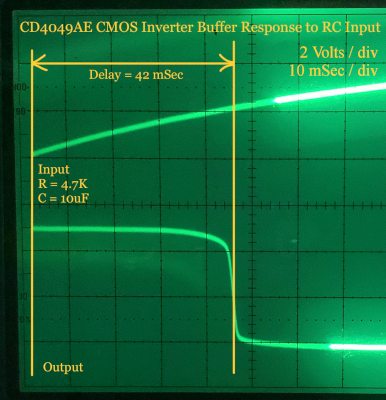 CD4049AE CMOS Inverter Buffer Response to RC Input
2 Volts / div
10 mSec / div
Delay = 42 mSec
90
Input
R = 4.7K
C = 10uF
Output